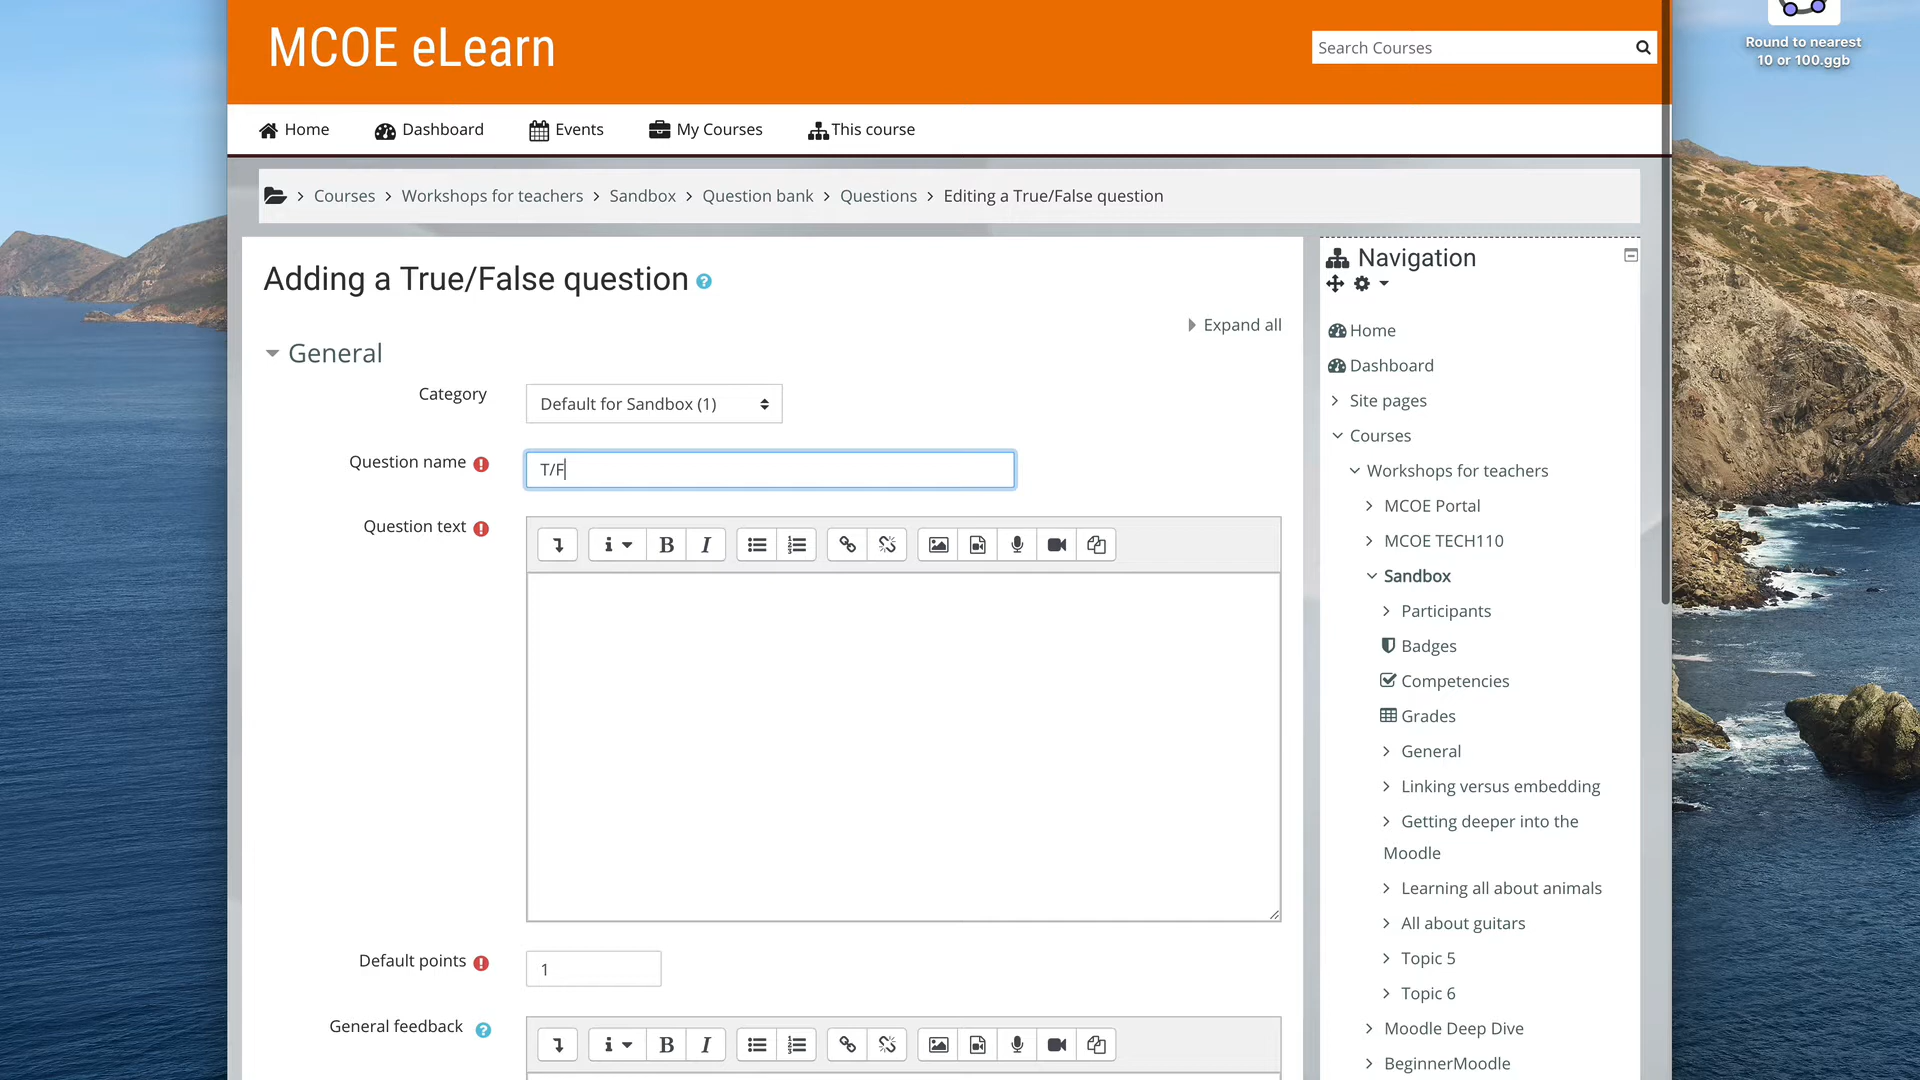 MCOE eLearn
Search Courses
Round to nearest
10 or 100.ggb
Home
Dashboard
Events
My Courses
This course
Courses
Workshops for teachers
Sandbox
Question bank
Questions
Editing a True/False question
Adding a True/False question
Expand all
General
Category
Default for Sandbox (1)
Question name
T/F
Question text
B
I
Default points
1
General feedback
B
I
Navigation
Home
Dashboard
Site pages
Courses
Workshops for teachers
MCOE Portal
MCOE TECH110
Sandbox
Participants
Badges
Competencies
Grades
General
Linking versus embedding
Getting deeper into the
Moodle
Learning all about animals
All about guitars
Topic 5
Topic 6
Moodle Deep Dive
BeginnerMoodle